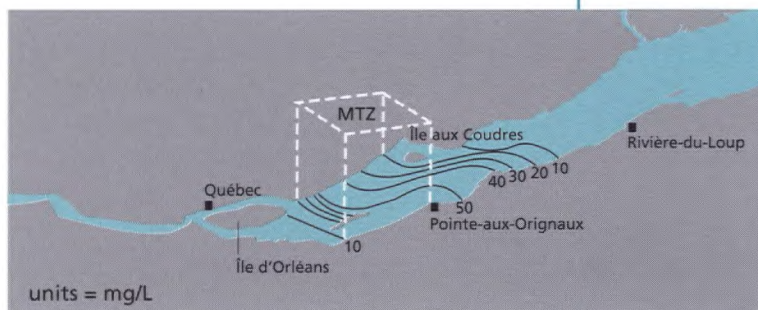 MTZ
Île aux Coudres
Rivière-du-Loup
40 30 20 10
Québec
50
Pointe-aux-Orignaux
10
Île d'Orléans
units = mg/L